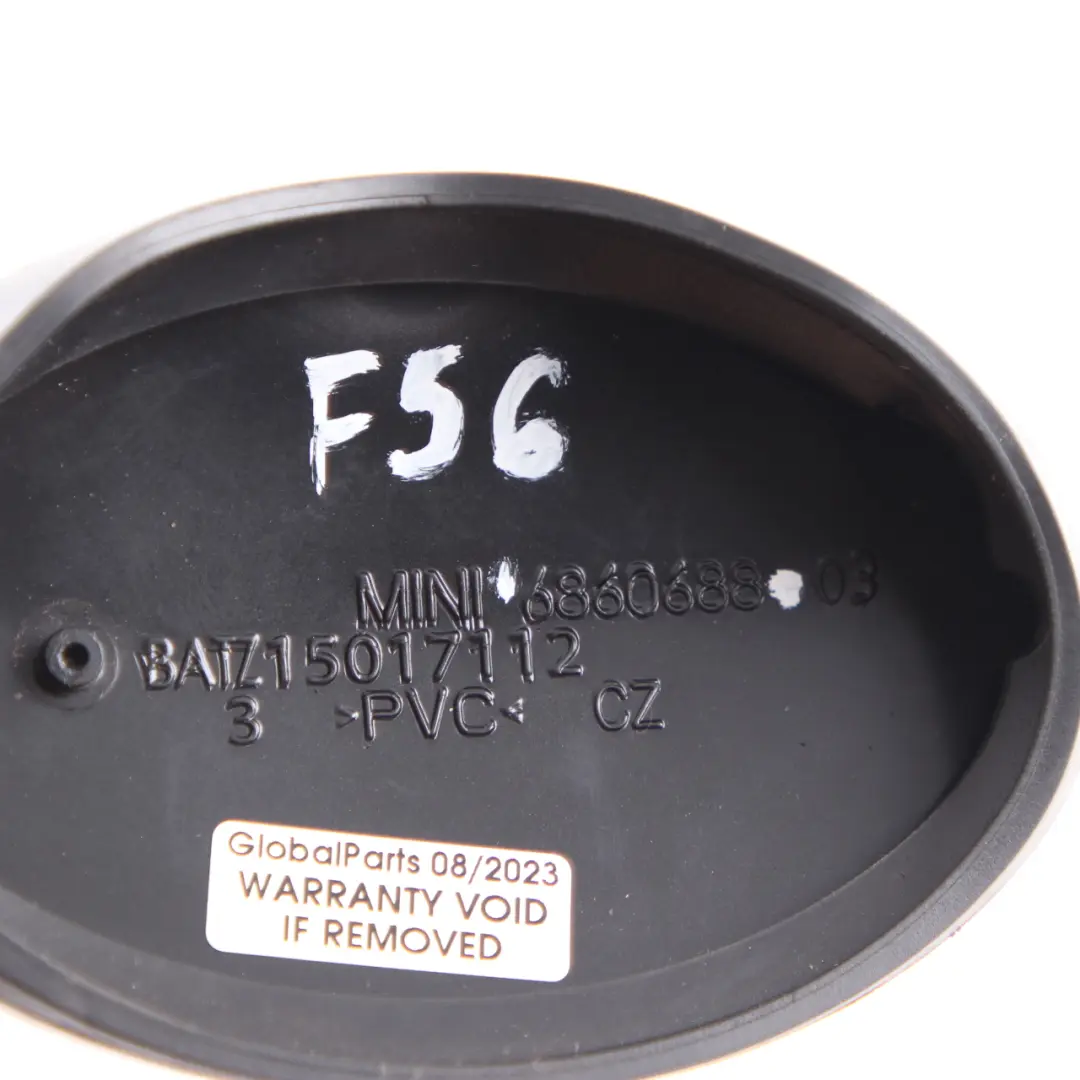 F56
MINI 6860688 03
BATZ15017112
3 >PVC< CZ
GlobalParts 08/2023
WARRANTY VOID
IF REMOVED